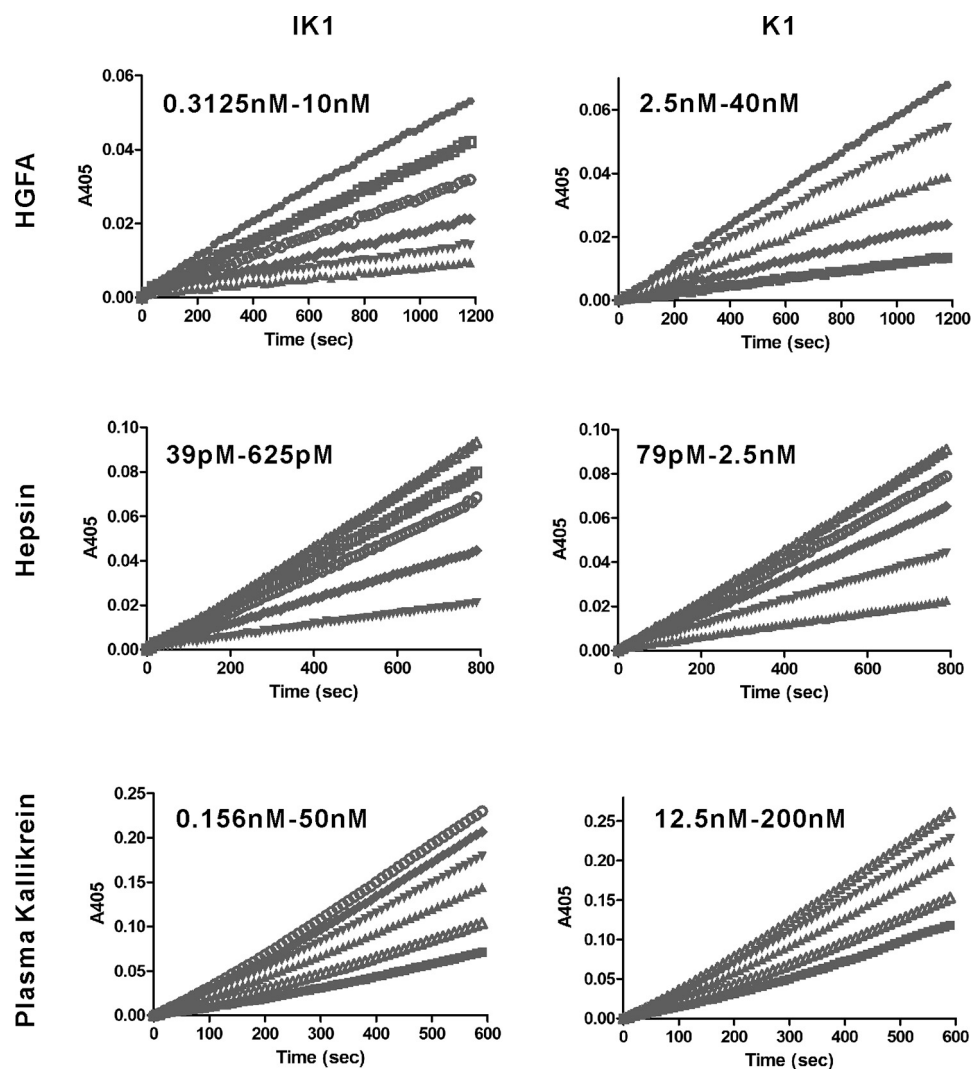 IK1
K1
HGFA
0.3125nM-10nM
A405
0.06
0.04
0.02
0.00
0 200 400 600 800 1000 1200
Time (sec)
2.5nM-40nM
A405
0.06
0.04
0.02
0.00
0 200 400 600 800 1000 1200
Time (sec)
Hepsin
39pM-625pM
A405
0.10
0.08
0.06
0.04
0.02
0.00
0 200 400 600 800
Time (sec)
79pM-2.5nM
A405
0.10
0.08
0.06
0.04
0.02
0.00
0 200 400 600 800
Time (sec)
Plasma Kallikrein
0.156nM-50nM
A405
0.25
0.20
0.15
0.10
0.05
0.00
0 100 200 300 400 500 600
Time (sec)
12.5nM-200nM
A405
0.25
0.20
0.15
0.10
0.05
0.00
0 100 200 300 400 500 600
Time (sec)